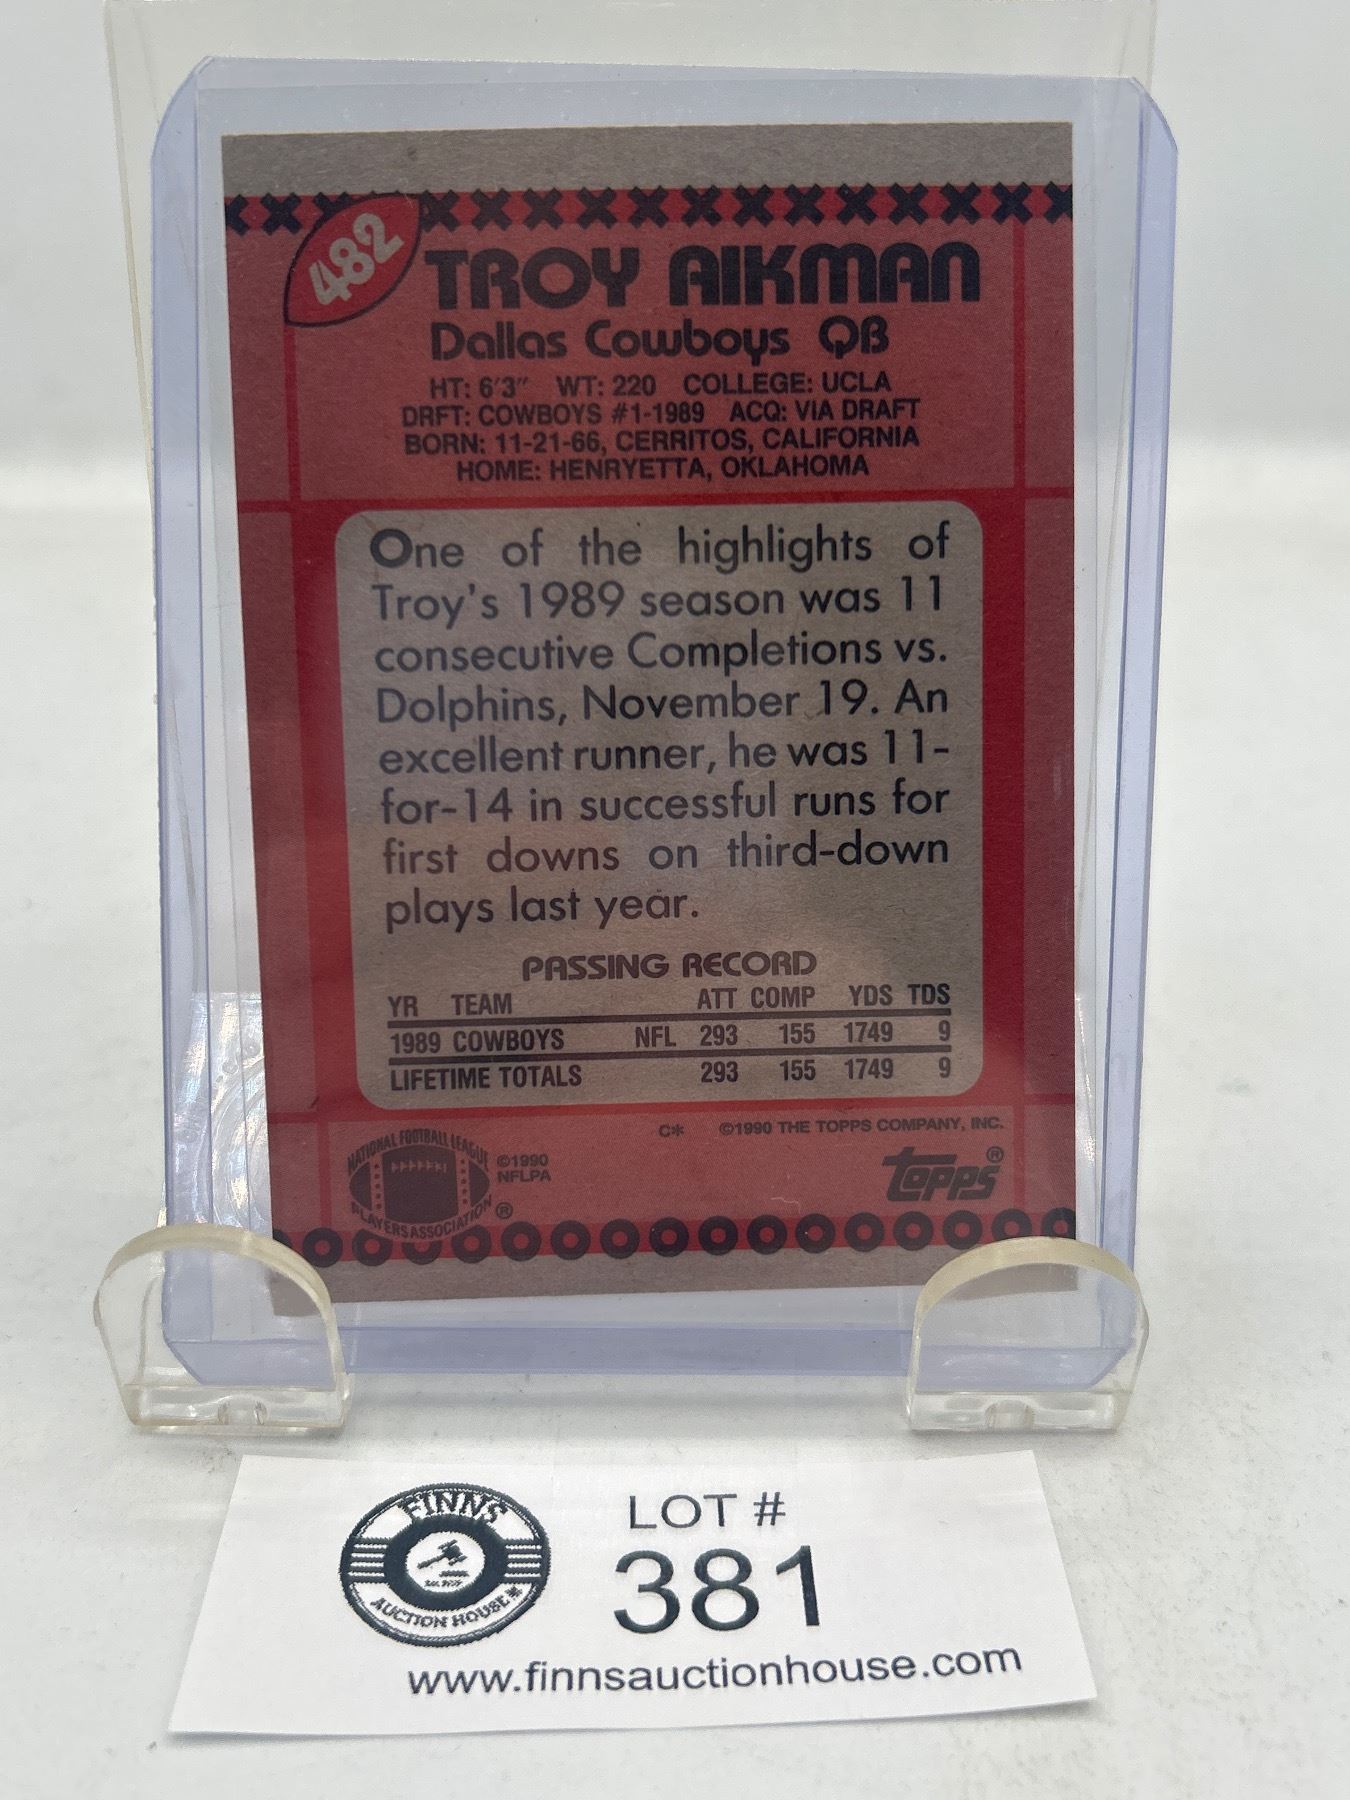 482
TROY AIKMAN
Dallas Cowboys QB
HT: 6'3" WT: 220 COLLEGE: UCLA
DRFT: COWBOYS #1-1989 ACQ: VIA DRAFT
BORN: 11-21-66, CERRITOS, CALIFORNIA
HOME: HENRYETTA, OKLAHOMA
One of the highlights of
Troy's 1989 season was 11
consecutive Completions vs.
Dolphins, November 19. An
excellent runner, he was 11-
for-14 in successful runs for
first downs on third-down
plays last year.
PASSING RECORD
YR TEAM ATT COMP YDS TDS
1989 COWBOYS NFL 293 155 1749 9
LIFETIME TOTALS 293 155 1749 9
C* ©1990 THE TOPPS COMPANY, INC.
NATIONAL FOOTBALL LEAGUE
PLAYERS ASSOCIATION ®
©1990
NFLPA
TOPPS®
FINNS
AUCTION HOUSE
LOT #
381
www.finnsauctionhouse.com